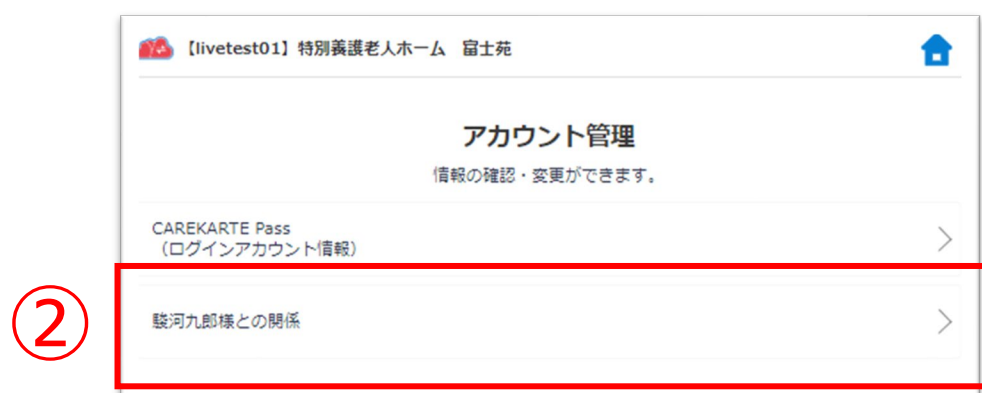 【livetest01】特別義護老人ホーム　富士苑
アカウント管理
情報の確認・変更ができます。
CAREKARTE Pass
（ログインアカウント情報）
②
駿河九郎様との関係